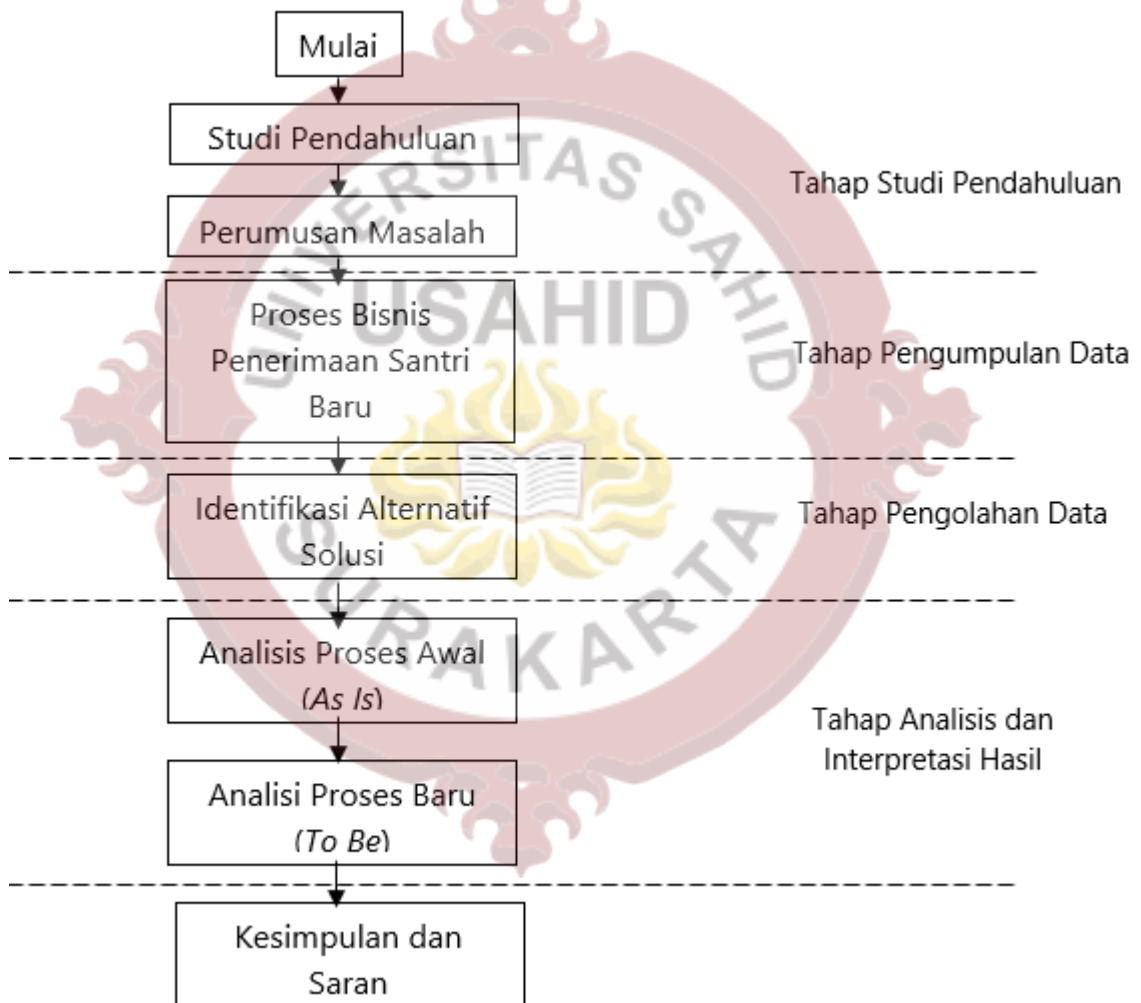 Mulai
Studi Pendahuluan
Tahap Studi Pendahuluan
Perumusan Masalah
Proses Bisnis
Penerimaan Santri
Baru
Tahap Pengumpulan Data
Identifikasi Alternatif
Solusi
Tahap Pengolahan Data
Analisis Proses Awal
(As Is)
Analisi Proses Baru
(To Be)
Tahap Analisis dan
Interpretasi Hasil
Kesimpulan dan
Saran
UNIVERSITAS SAHID
USAHID
SURAKARTA